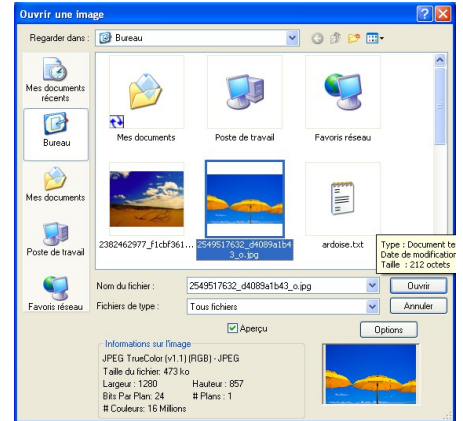 Ouvrir une image
Regarder dans :
Bureau
Mes documents récents
Bureau
Mes documents
Poste de travail
Favoris réseau
Mes documents
Poste de travail
Favoris réseau
2382462977_f1cbf361...
2549517632_d4089a1b4
3_o.jpg
ardoise.txt
Type : Document te
Date de modification
Taille : 212 octets
Nom du fichier :
2549517632_d4089a1b43_o.jpg
Ouvrir
Fichiers de type :
Tous fichiers
Annuler
Aperçu
Options
Informations sur l'image
JPEG TrueColor (v1.1) (RGB) - JPEG
Taille du fichier: 473 ko
Largeur : 1280 Hauteur : 857
Bits Par Plan: 24 # Plans : 1
# Couleurs: 16 Millions